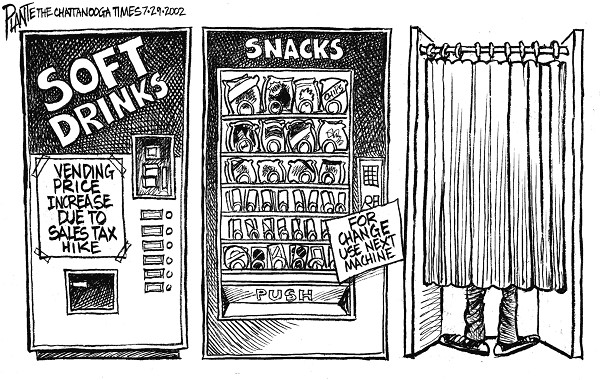 PLANTE THE CHATTANOOGA TIMES 7-29-2002
SOFT
DRINKS
VENDING
PRICE
INCREASE
DUE TO
SALES TAX
HIKE
SNACKS
FOR
CHANGE
USE NEXT
MACHINE
PUSH